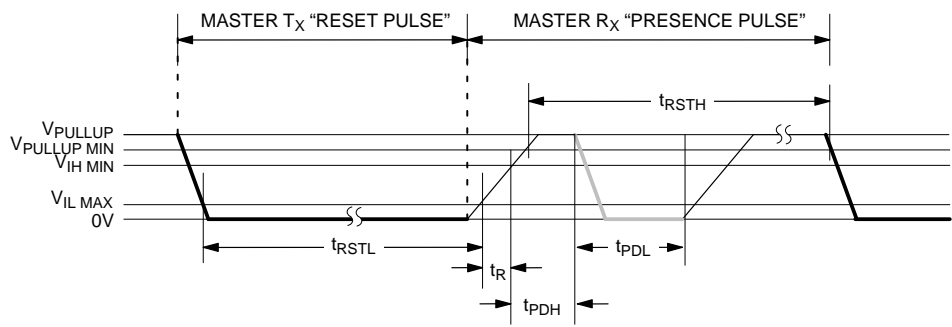 MASTER TX “RESET PULSE” MASTER RX “PRESENCE PULSE”
tRSTH
VPULLUP
VPULLUP MIN
VIH MIN
VIL MAX
0V
tRSTL
tPDL
tR
tPDH